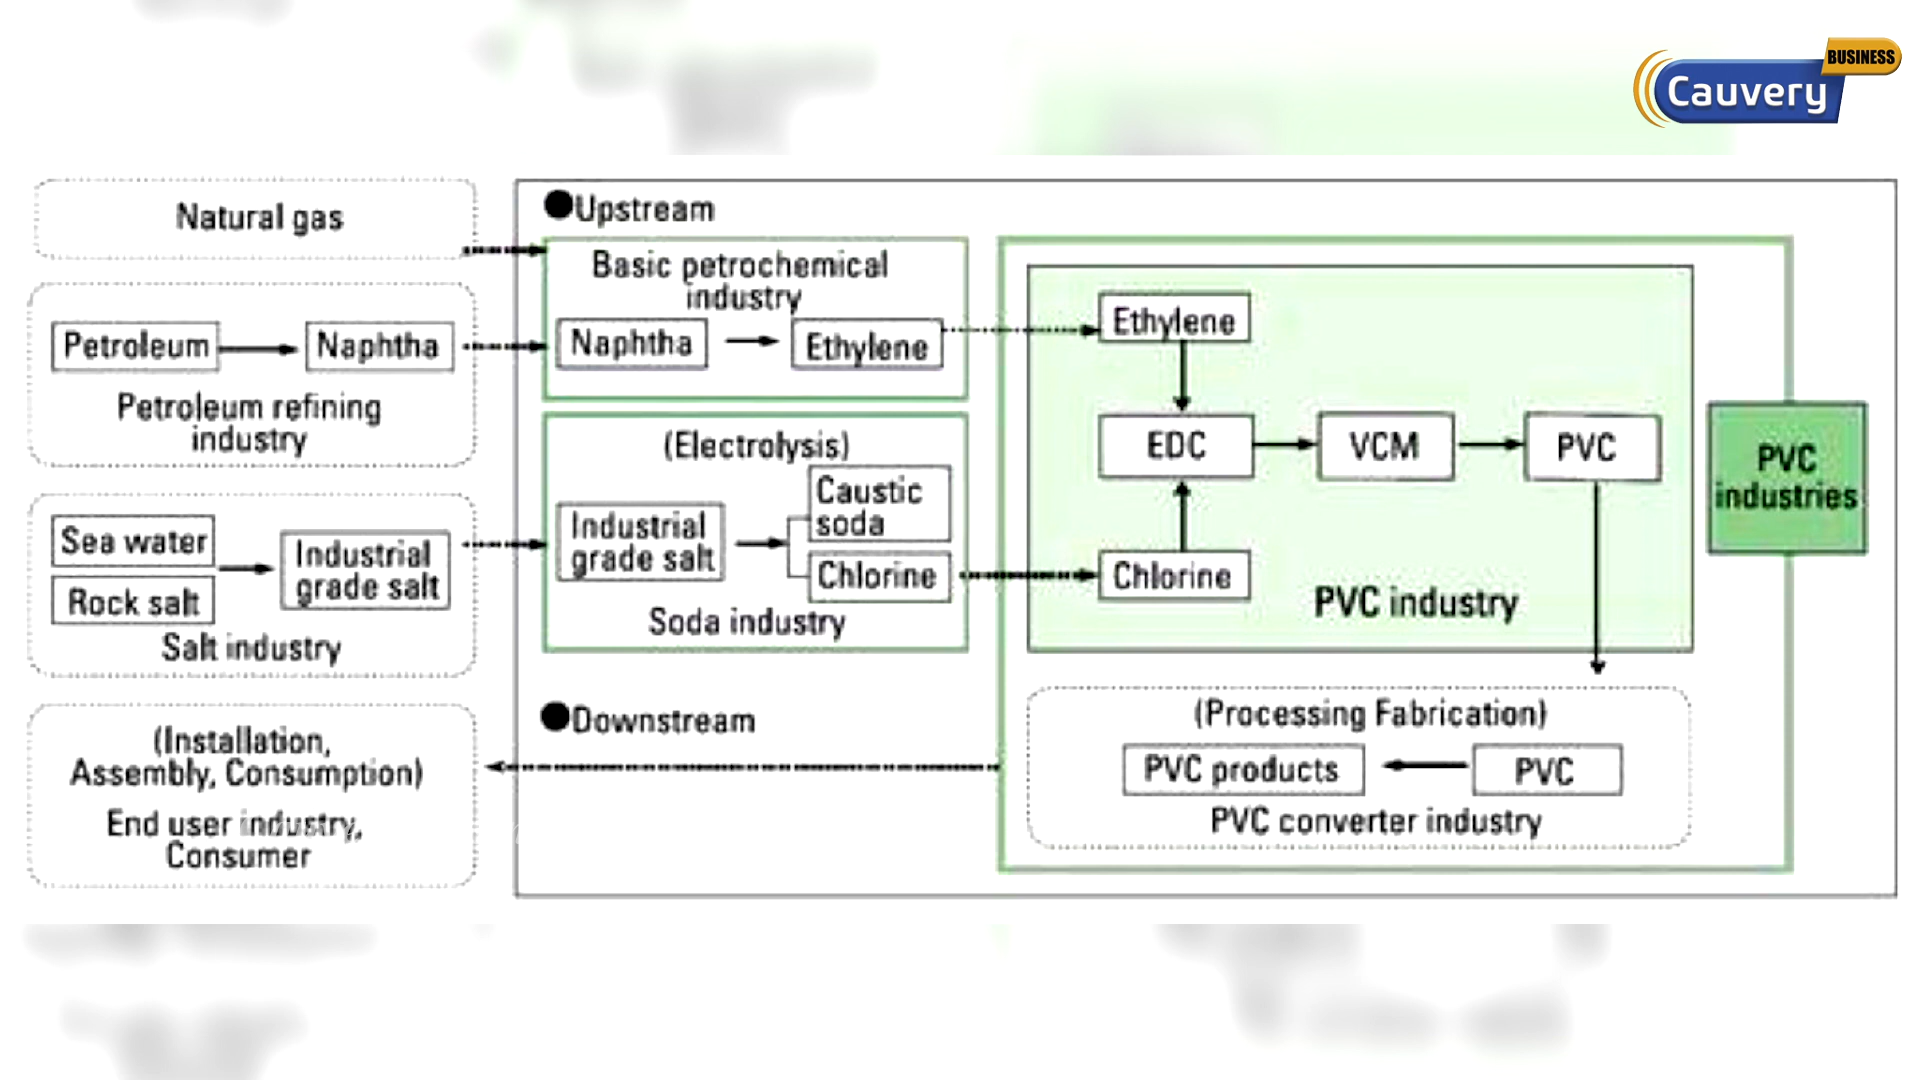 BUSINESS
Cauvery
Natural gas
Petroleum
Naphtha
Petroleum refining
industry
Sea water
Rock salt
Industrial
grade salt
Salt industry
(Installation,
Assembly, Consumption)
End user industry,
Consumer
●Upstream
Basic petrochemical
industry
Naphtha
Ethylene
(Electrolysis)
Industrial
grade salt
Caustic
soda
Chlorine
Soda industry
●Downstream
Ethylene
EDC
VCM
PVC
Chlorine
PVC industry
PVC
industries
(Processing Fabrication)
PVC products
PVC
PVC converter industry